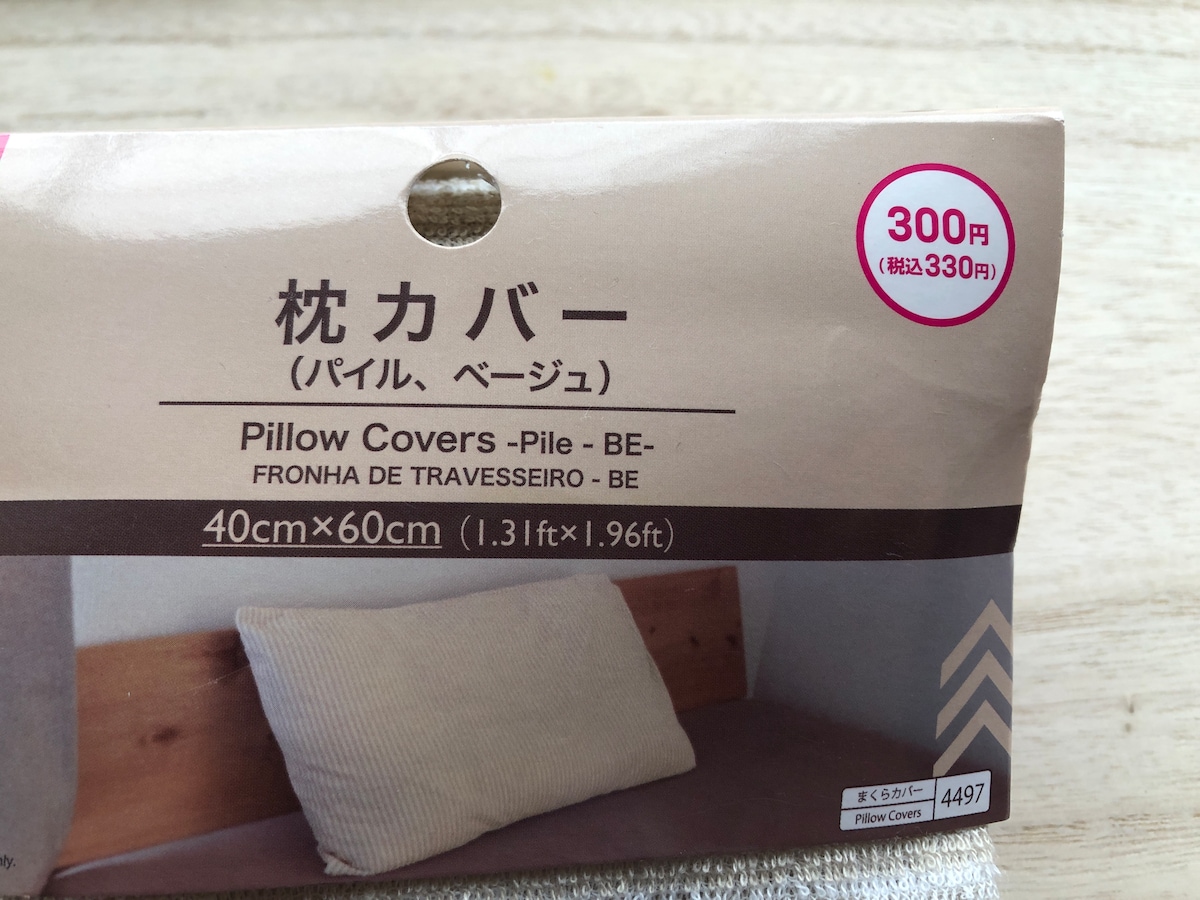 300円
(税込330円)
枕カバー
(パイル、ベージュ)
Pillow Covers -Pile - BE-
FRONHA DE TRAVESSEIRO - BE
40cm×60cm (1.31ft×1.96ft)
まくらカバー
Pillow Covers
4497